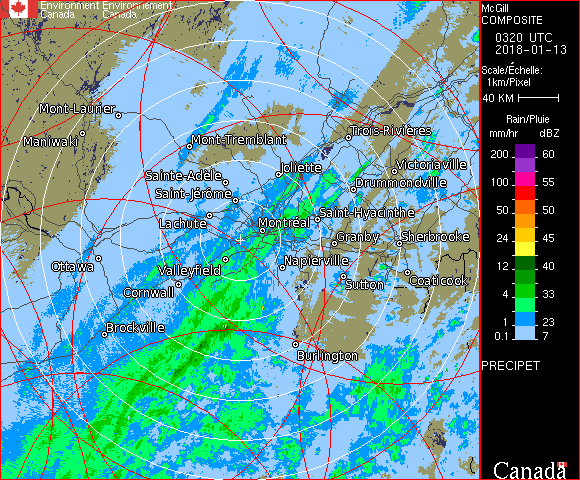 Environment Environnement
Canada Canada
McGill
COMPOSITE
0320 UTC
2018-01-13
Scale/Échelle:
1km/Pixel
40 KM
Rain/Pluie
mm/hr dBZ
200 60
100 55
50 50
24 45
12 40
4 33
1 23
0.1 7
PRECIPET
Canada
Mont-Laurier
Maniwaki
Mont-Tremblant
Trois-Rivières
Joliette
Victoriaville
Sainte-Adèle
Drummondville
Saint-Jérôme
Saint-Hyacinthe
Lachute
Montréal
Granby
Sherbrooke
Ottawa
Valleyfield
Napierville
Cornwall
Sutton
Coaticook
Brockville
Burlington